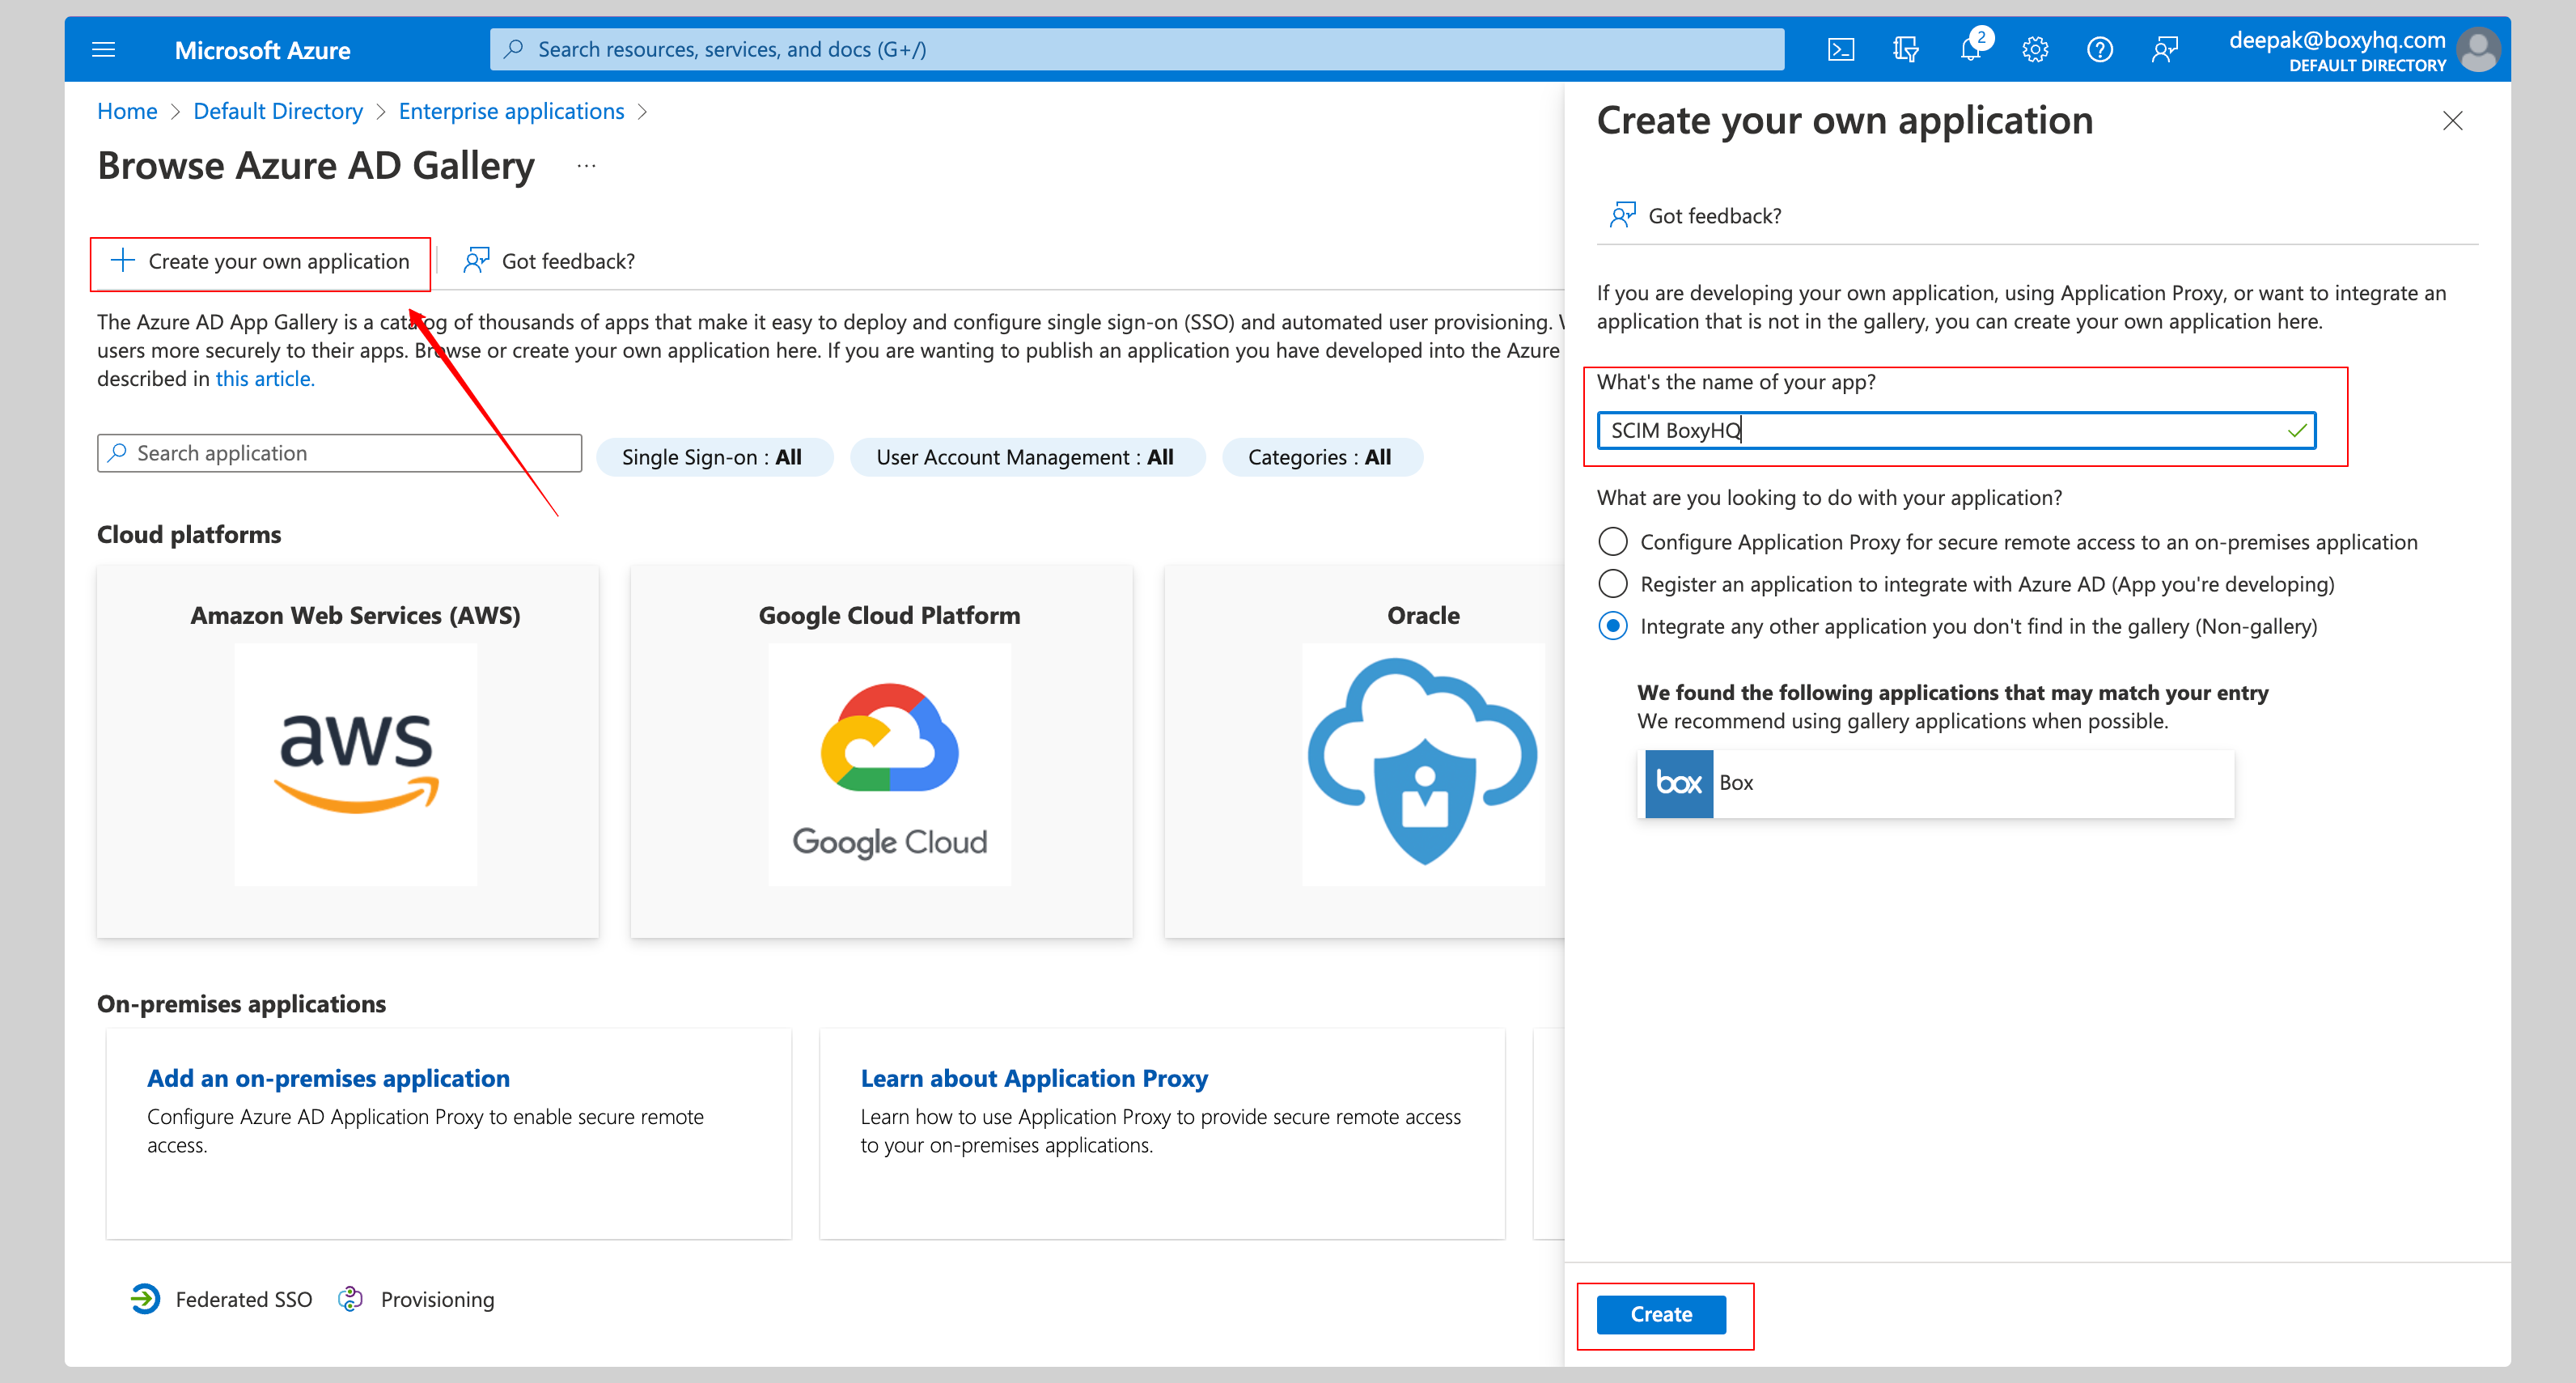 Microsoft Azure
Search resources, services, and docs (G+/)
2
deepak@boxyhq.com
DEFAULT DIRECTORY
Home > Default Directory > Enterprise applications >
Browse Azure AD Gallery ...
+ Create your own application
Got feedback?
The Azure AD App Gallery is a catalog of thousands of apps that make it easy to deploy and configure single sign-on (SSO) and automated user provisioning.
users more securely to their apps. Browse or create your own application here. If you are wanting to publish an application you have developed into the Azure
described in this article.
Search application
Single Sign-on : All
User Account Management : All
Categories : All
Cloud platforms
Amazon Web Services (AWS)
aws
Google Cloud Platform
Google Cloud
Oracle
On-premises applications
Add an on-premises application
Configure Azure AD Application Proxy to enable secure remote
access.
Learn about Application Proxy
Learn how to use Application Proxy to provide secure remote access
to your on-premises applications.
Federated SSO
Provisioning
Create your own application
Got feedback?
If you are developing your own application, using Application Proxy, or want to integrate an
application that is not in the gallery, you can create your own application here.
What's the name of your app?
SCIM BoxyHQ
What are you looking to do with your application?
Configure Application Proxy for secure remote access to an on-premises application
Register an application to integrate with Azure AD (App you're developing)
Integrate any other application you don't find in the gallery (Non-gallery)
We found the following applications that may match your entry
We recommend using gallery applications when possible.
box
Box
Create